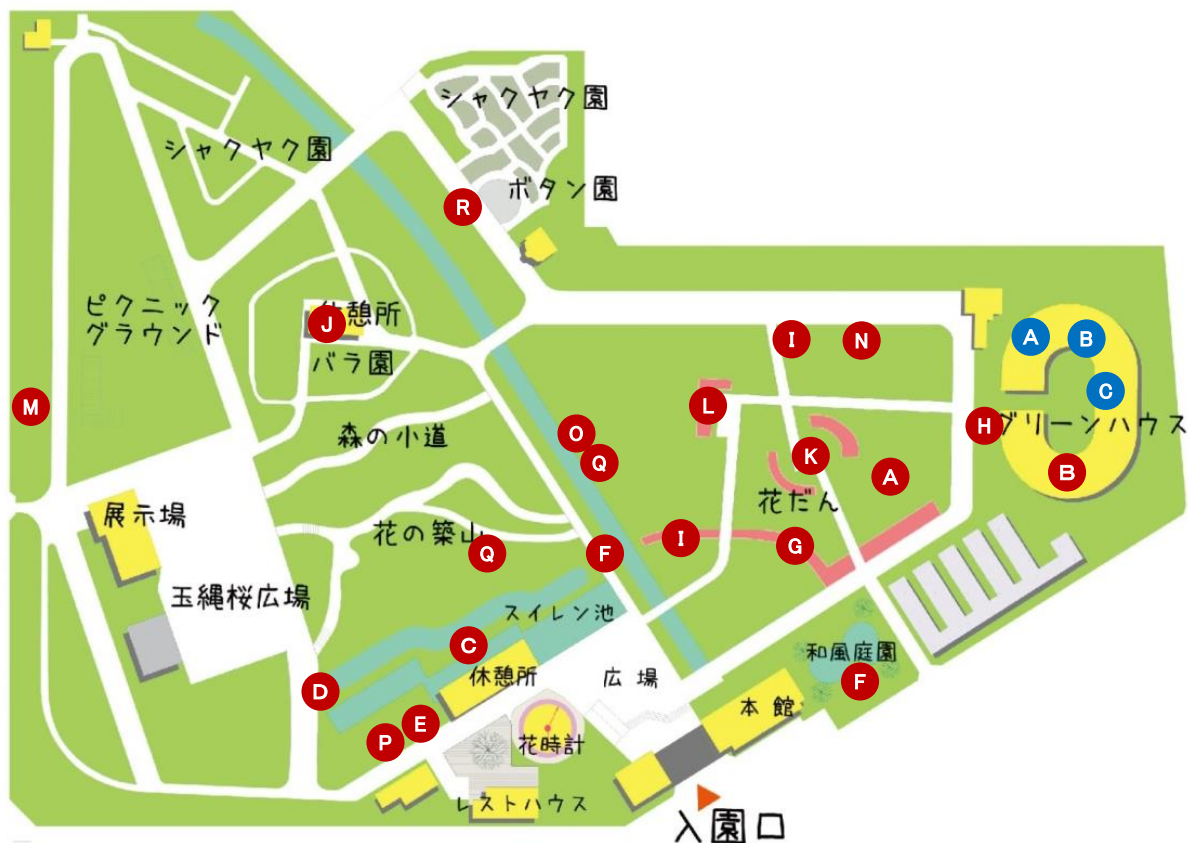 シャクヤク園
シャクヤク園
ボタン園
R
ピクニック
グラウンド
休憩所
J
バラ園
I
N
A
B
C
M
L
森の小道
O
Q
H
グリーンハウス
K
A
B
花だん
展示場
花の築山
Q
F
I
G
玉縄桜広場
スイレン池
C
休憩所
広場
和風庭園
F
D
E
P
本館
花時計
レストハウス
入園口